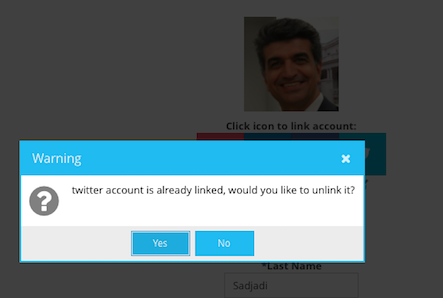 Click icon to link account:
Warning
twitter account is already linked, would you like to unlink it?
Yes
No
*Last Name
Sadjadi